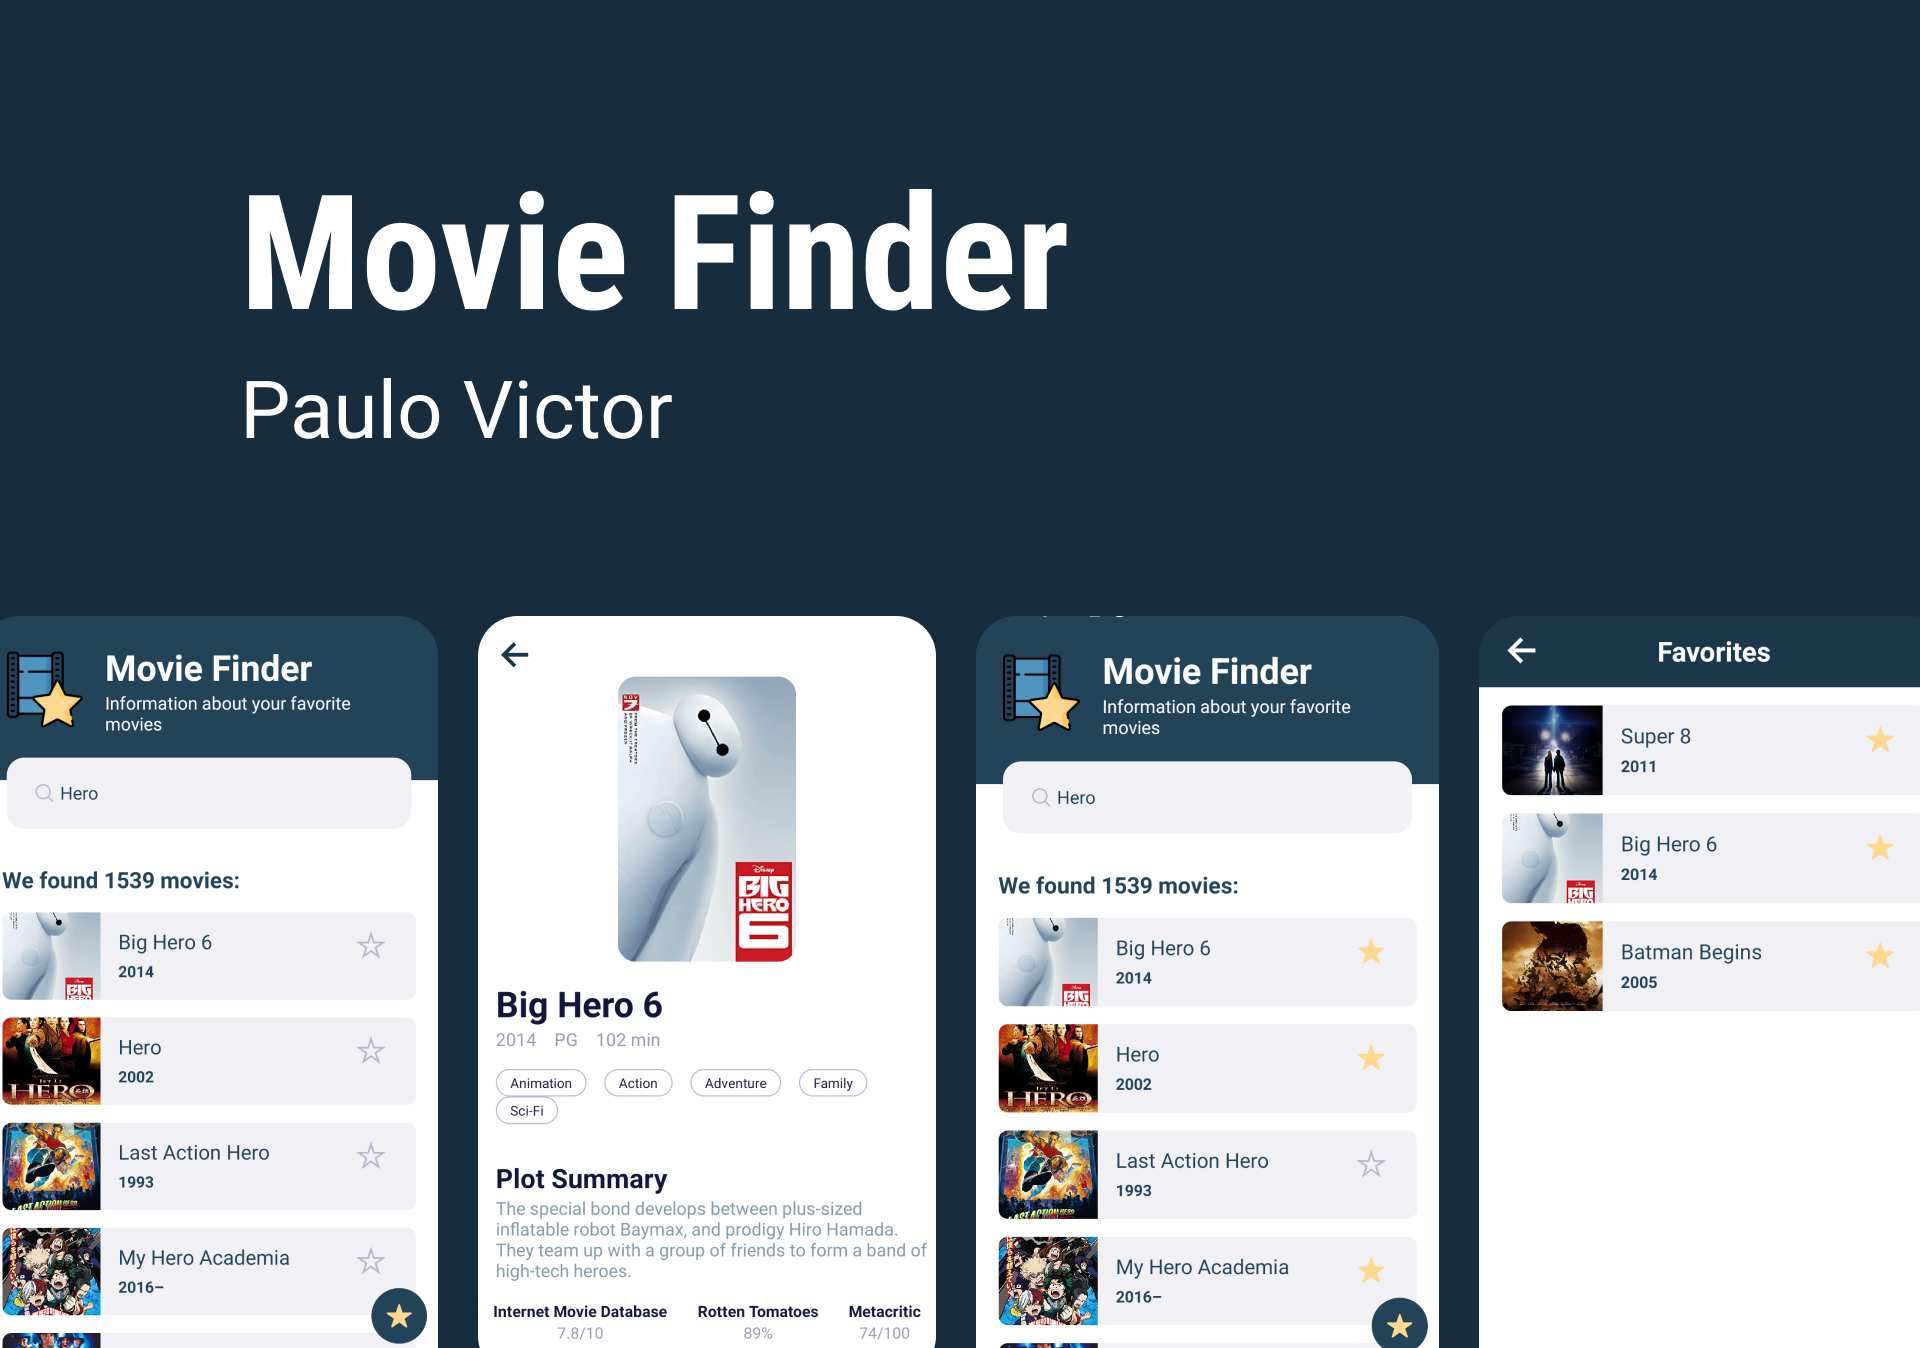 Movie Finder
Paulo Victor
Movie Finder
Information about your favorite
movies
Hero
We found 1539 movies:
Big Hero 6
2014
Hero
2002
Last Action Hero
1993
My Hero Academia
2016–
NOV
7
Disney
BIG
HERO
6
Big Hero 6
2014 PG 102 min
Animation Action Adventure Family
Sci-Fi
Plot Summary
The special bond develops between plus-sized
inflatable robot Baymax, and prodigy Hiro Hamada.
They team up with a group of friends to form a band of
high-tech heroes.
Internet Movie Database Rotten Tomatoes Metacritic
7.8/10 89% 74/100
Movie Finder
Information about your favorite
movies
Hero
We found 1539 movies:
Big Hero 6
2014
Hero
2002
Last Action Hero
1993
My Hero Academia
2016–
Favorites
Super 8
2011
Big Hero 6
2014
Batman Begins
2005